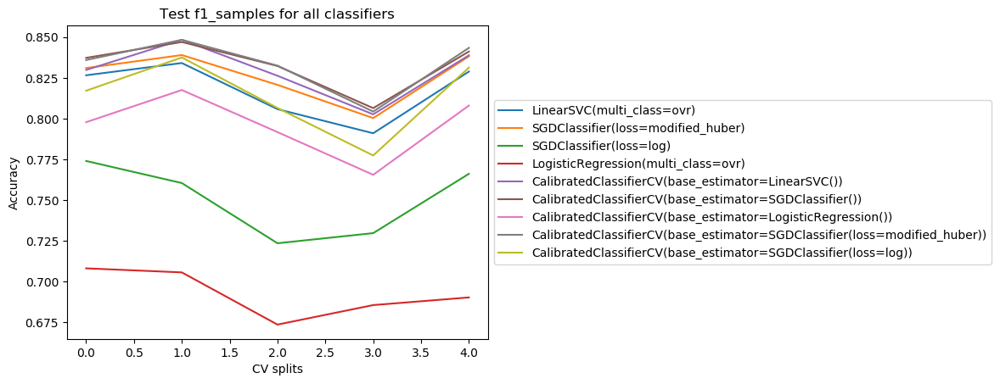 Test f1_samples for all classifiers
Accuracy
0.850
0.825
0.800
0.775
0.750
0.725
0.700
0.675
0.0 0.5 1.0 1.5 2.0 2.5 3.0 3.5 4.0
CV splits
LinearSVC(multi_class=ovr)
SGDClassifier(loss=modified_huber)
SGDClassifier(loss=log)
LogisticRegression(multi_class=ovr)
CalibratedClassifierCV(base_estimator=LinearSVC())
CalibratedClassifierCV(base_estimator=SGDClassifier())
CalibratedClassifierCV(base_estimator=LogisticRegression())
CalibratedClassifierCV(base_estimator=SGDClassifier(loss=modified_huber))
CalibratedClassifierCV(base_estimator=SGDClassifier(loss=log))